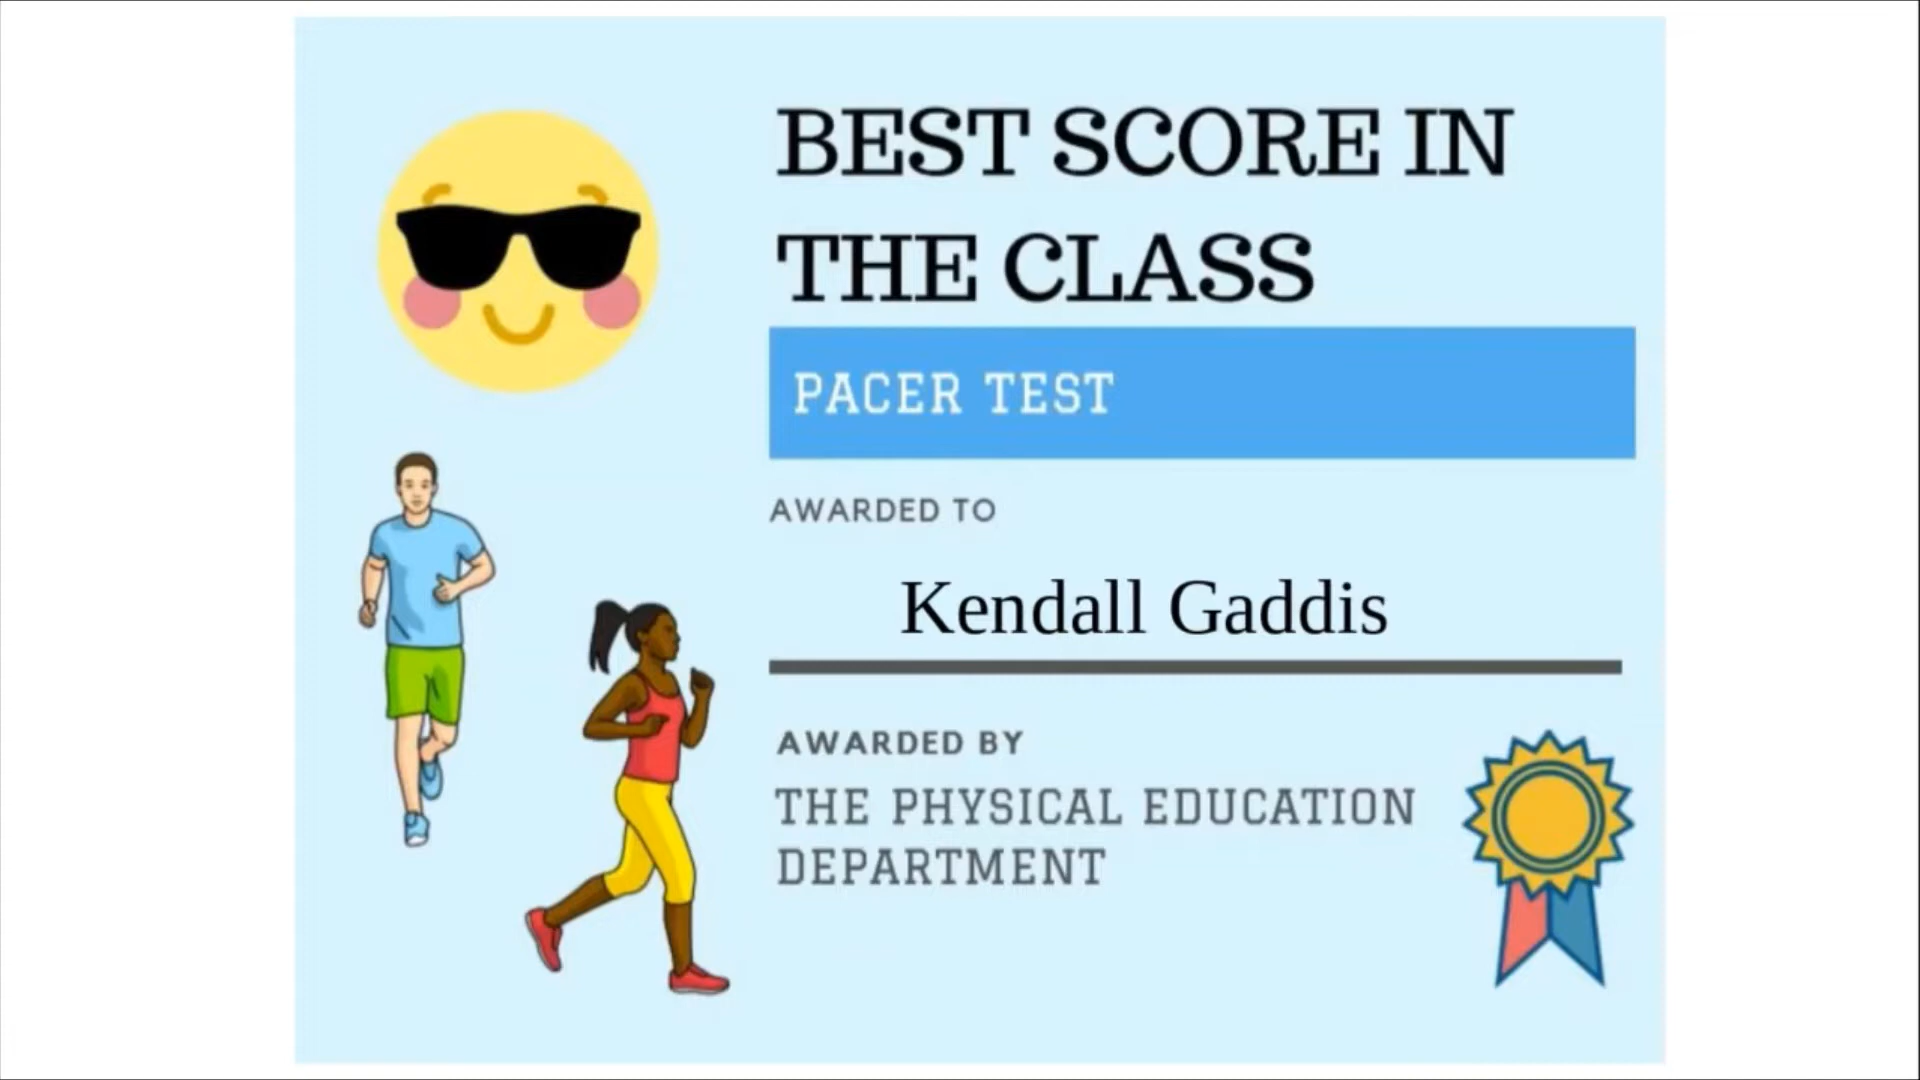 BEST SCORE IN
THE CLASS
PACER TEST
AWARDED TO
Kendall Gaddis
AWARDED BY
THE PHYSICAL EDUCATION
DEPARTMENT